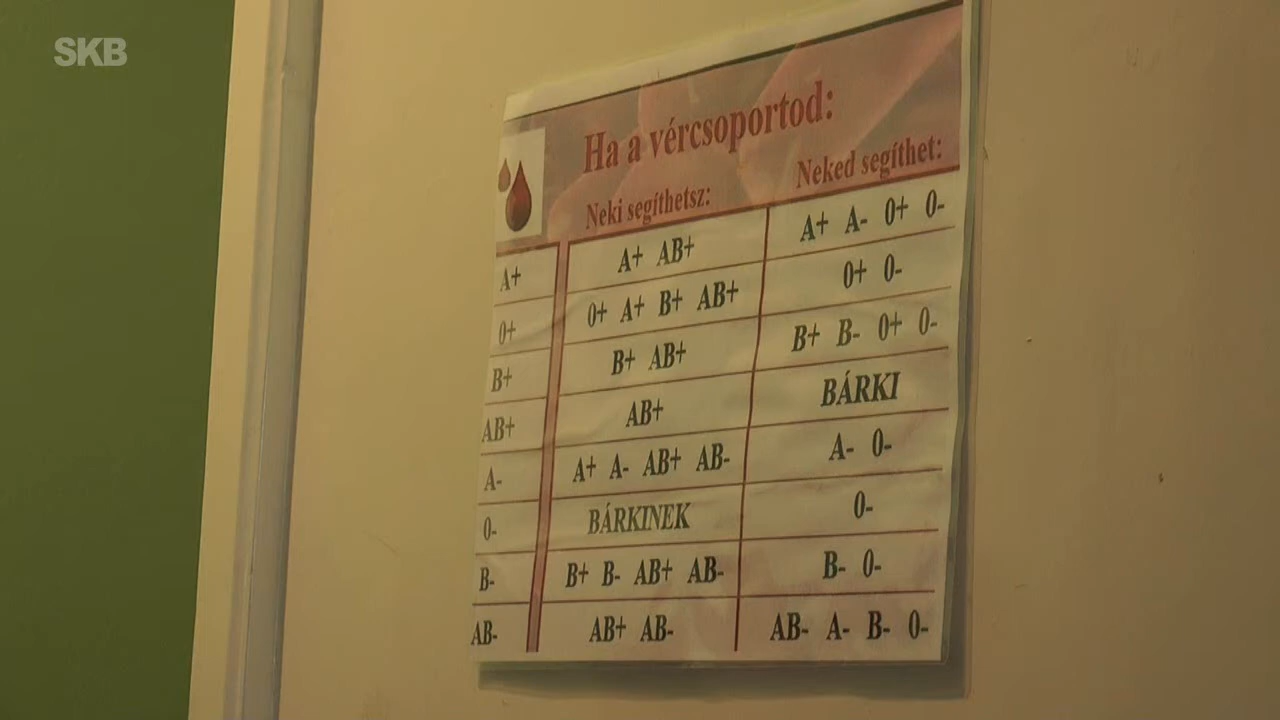 SKB
Ha a vércsoportod:
Neki segíthetsz: Neked segíthet:
A+ A+ AB+ A+ A- 0+ 0-
0+ 0+ A+ B+ AB+ 0+ 0-
B+ B+ AB+ B+ B- 0+ 0-
AB+ AB+ BÁRKI
A- A+ A- AB+ AB- A- 0-
0- BÁRKINEK 0-
B- B+ B- AB+ AB- B- 0-
AB- AB+ AB- AB- A- B- 0-